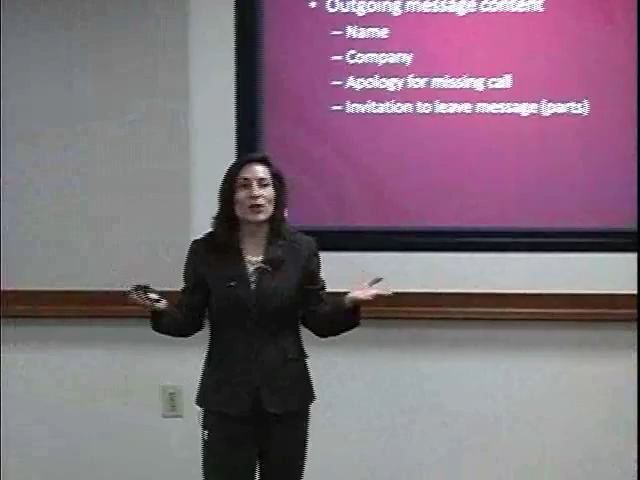 • Outgoing message content
– Name
– Company
– Apology for missing call
– Invitation to leave message (parts)